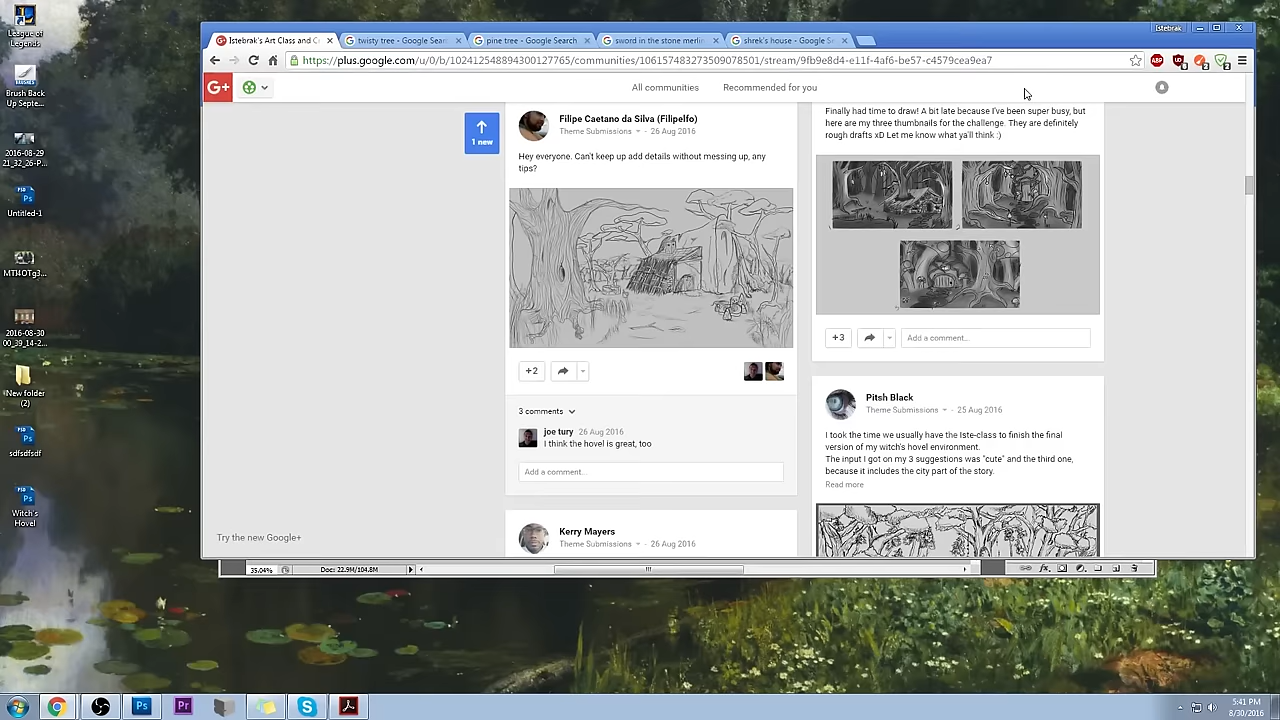 League of
Legends
Brush Back
Up Septe...
2016-08-29
21_32_26-P...
Untitled-1
MTI4OTg3...
2016-08-30
00_39_14-2...
New folder
(2)
sdfsdfsdf
Witch's
Hovel
Istebrak
Istebrak's Art Class and C
twisty tree - Google Sear
pine tree - Google Search
sword in the stone merlin
shrek's house - Google Se
https://plus.google.com/u/0/b/102412548894300127765/communities/106157483273509078501/stream/9fb9e8d4-e11f-4af6-be57-c4579cea9ea7
ABP
G+
All communities
Recommended for you
1 new
Filipe Caetano da Silva (Filipelfo)
Theme Submissions - 26 Aug 2016
Hey everyone. Can't keep up add details without messing up, any
tips?
+2
3 comments
joe tury 26 Aug 2016
I think the hovel is great, too
Add a comment...
Kerry Mayers
Theme Submissions - 26 Aug 2016
Finally had time to draw! A bit late because I've been super busy, but
here are my three thumbnails for the challenge. They are definitely
rough drafts xD Let me know what ya'll think :)
+3
Add a comment...
Pitsh Black
Theme Submissions - 25 Aug 2016
I took the time we usually have the Iste-class to finish the final
version of my witch's hovel environment.
The input I got on my 3 suggestions was "cute" and the third one,
because it includes the city part of the story.
Read more
Try the new Google+
35.04%
Doc: 22.9M/104.8M
fx
Ps
Pr
S
5:41 PM
8/30/2016